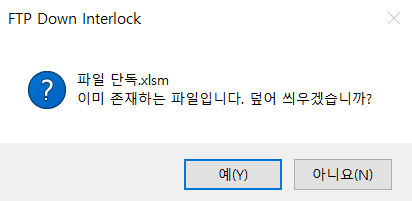 FTP Down Interlock
파일 단독.xlsm
이미 존재하는 파일입니다. 덮어 씌우겠습니까?
예(Y)
아니요(N)